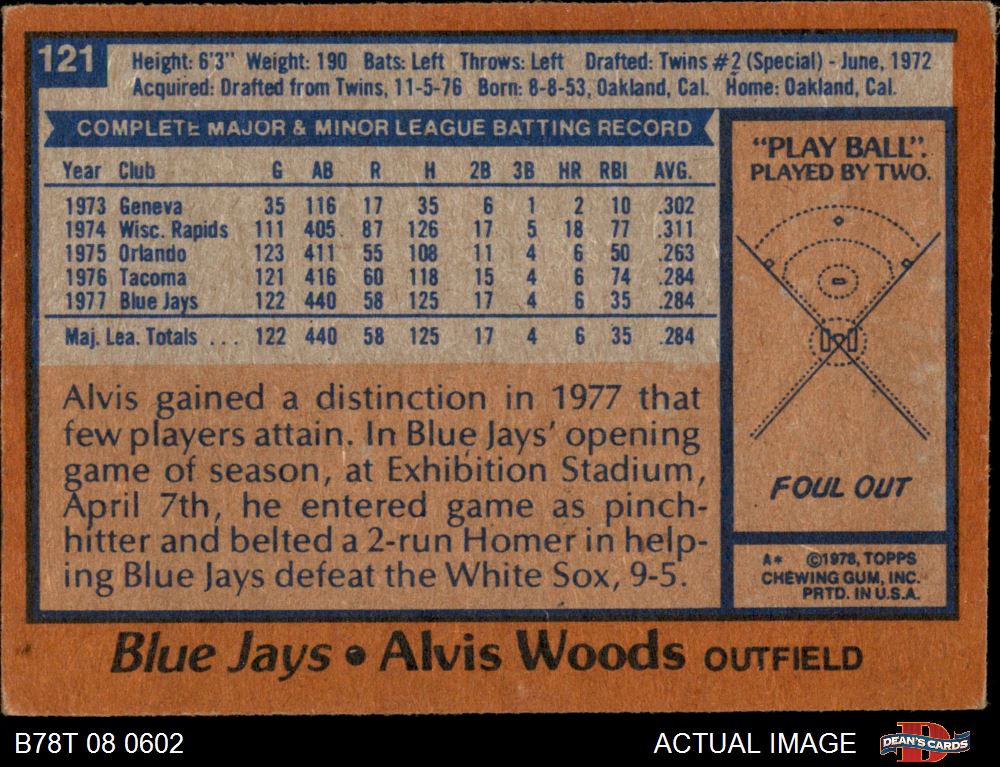 121
Height: 6'3" Weight: 190 Bats: Left Throws: Left Drafted: Twins #2 (Special) - June, 1972
Acquired: Drafted from Twins, 11-5-76 Born: 8-8-53, Oakland, Cal. Home: Oakland, Cal.
COMPLETE MAJOR & MINOR LEAGUE BATTING RECORD
Year Club G AB R H 2B 3B HR RBI AVG.
1973 Geneva 35 116 17 35 6 1 2 10 .302
1974 Wisc. Rapids 111 405 87 126 17 5 18 77 .311
1975 Orlando 123 411 55 108 11 4 6 50 .263
1976 Tacoma 121 416 60 118 15 4 6 74 .284
1977 Blue Jays 122 440 58 125 17 4 6 35 .284
Maj. Lea. Totals ... 122 440 58 125 17 4 6 35 .284
Alvis gained a distinction in 1977 that
few players attain. In Blue Jays' opening
game of season, at Exhibition Stadium,
April 7th, he entered game as pinch-
hitter and belted a 2-run Homer in help-
ing Blue Jays defeat the White Sox, 9-5.
"PLAY BALL".
PLAYED BY TWO.
FOUL OUT
A* ©1978, TOPPS
CHEWING GUM, INC.
PRTD. IN U.S.A.
Blue Jays • Alvis Woods OUTFIELD
B78T 08 0602
ACTUAL IMAGE
D
DEAN'S CARDS